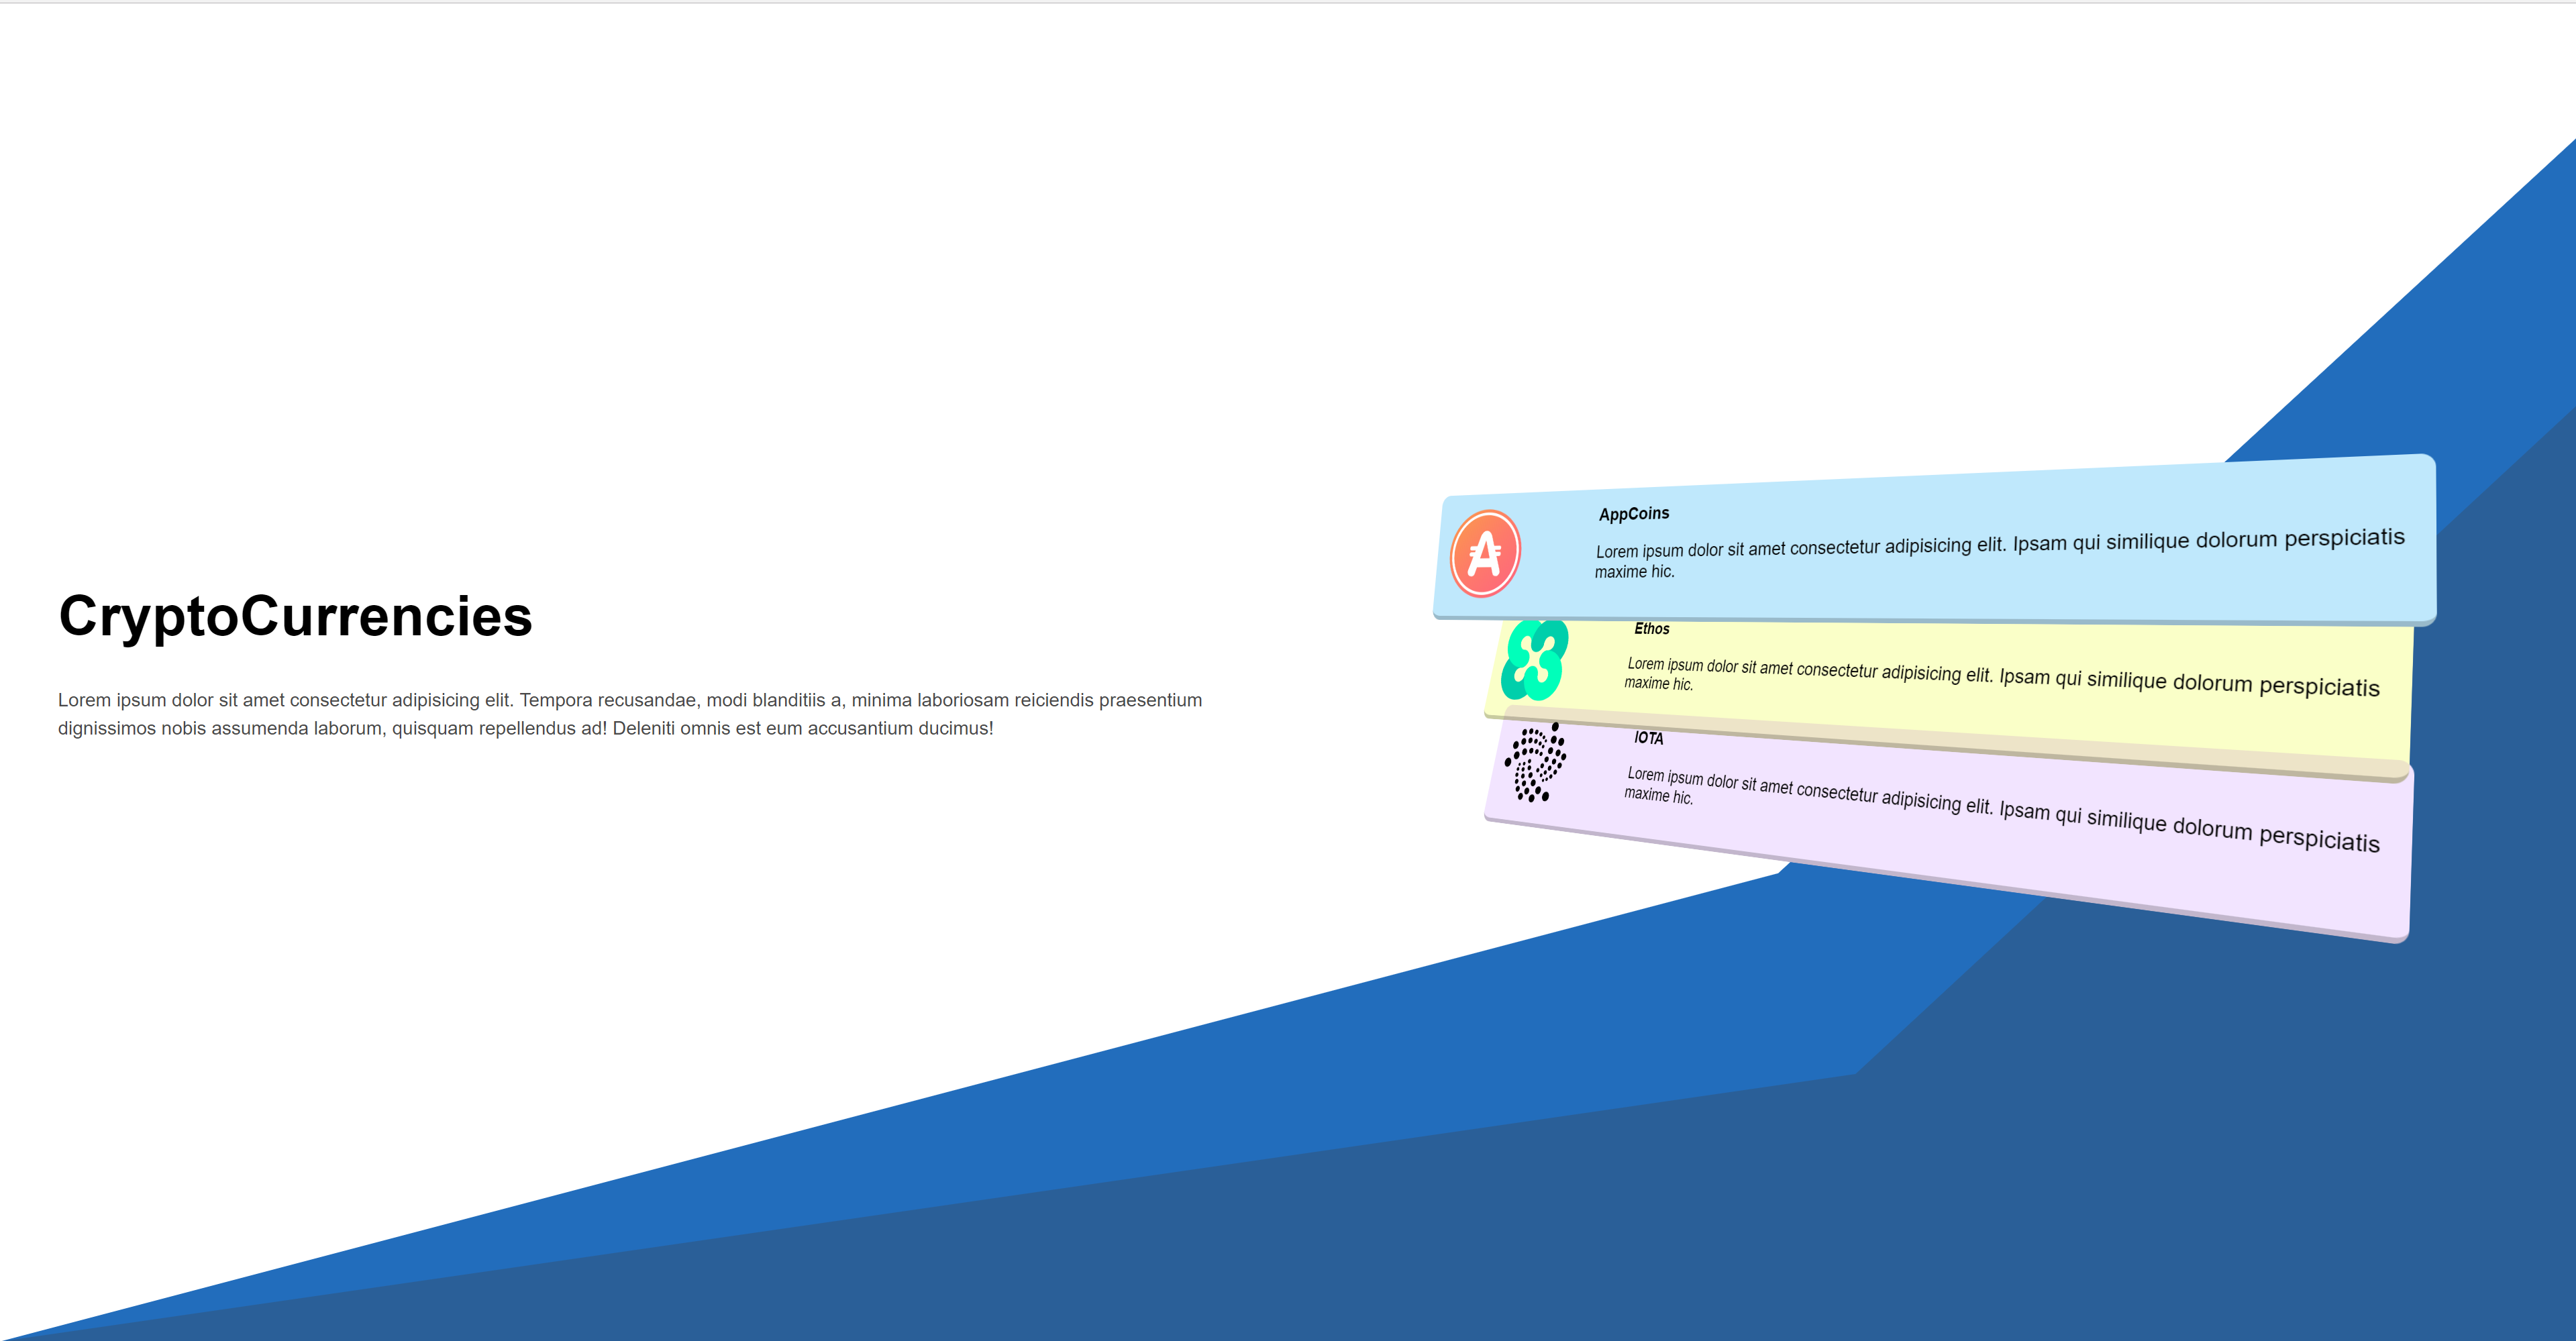 CryptoCurrencies
Lorem ipsum dolor sit amet consectetur adipisicing elit. Tempora recusandae, modi blanditiis a, minima laboriosam reiciendis praesentium
dignissimos nobis assumenda laborum, quisquam repellendus ad! Deleniti omnis est eum accusantium ducimus!
AppCoins
Lorem ipsum dolor sit amet consectetur adipisicing elit. Ipsam qui similique dolorum perspiciatis
maxime hic.
Ethos
Lorem ipsum dolor sit amet consectetur adipisicing elit. Ipsam qui similique dolorum perspiciatis
maxime hic.
IOTA
Lorem ipsum dolor sit amet consectetur adipisicing elit. Ipsam qui similique dolorum perspiciatis
maxime hic.